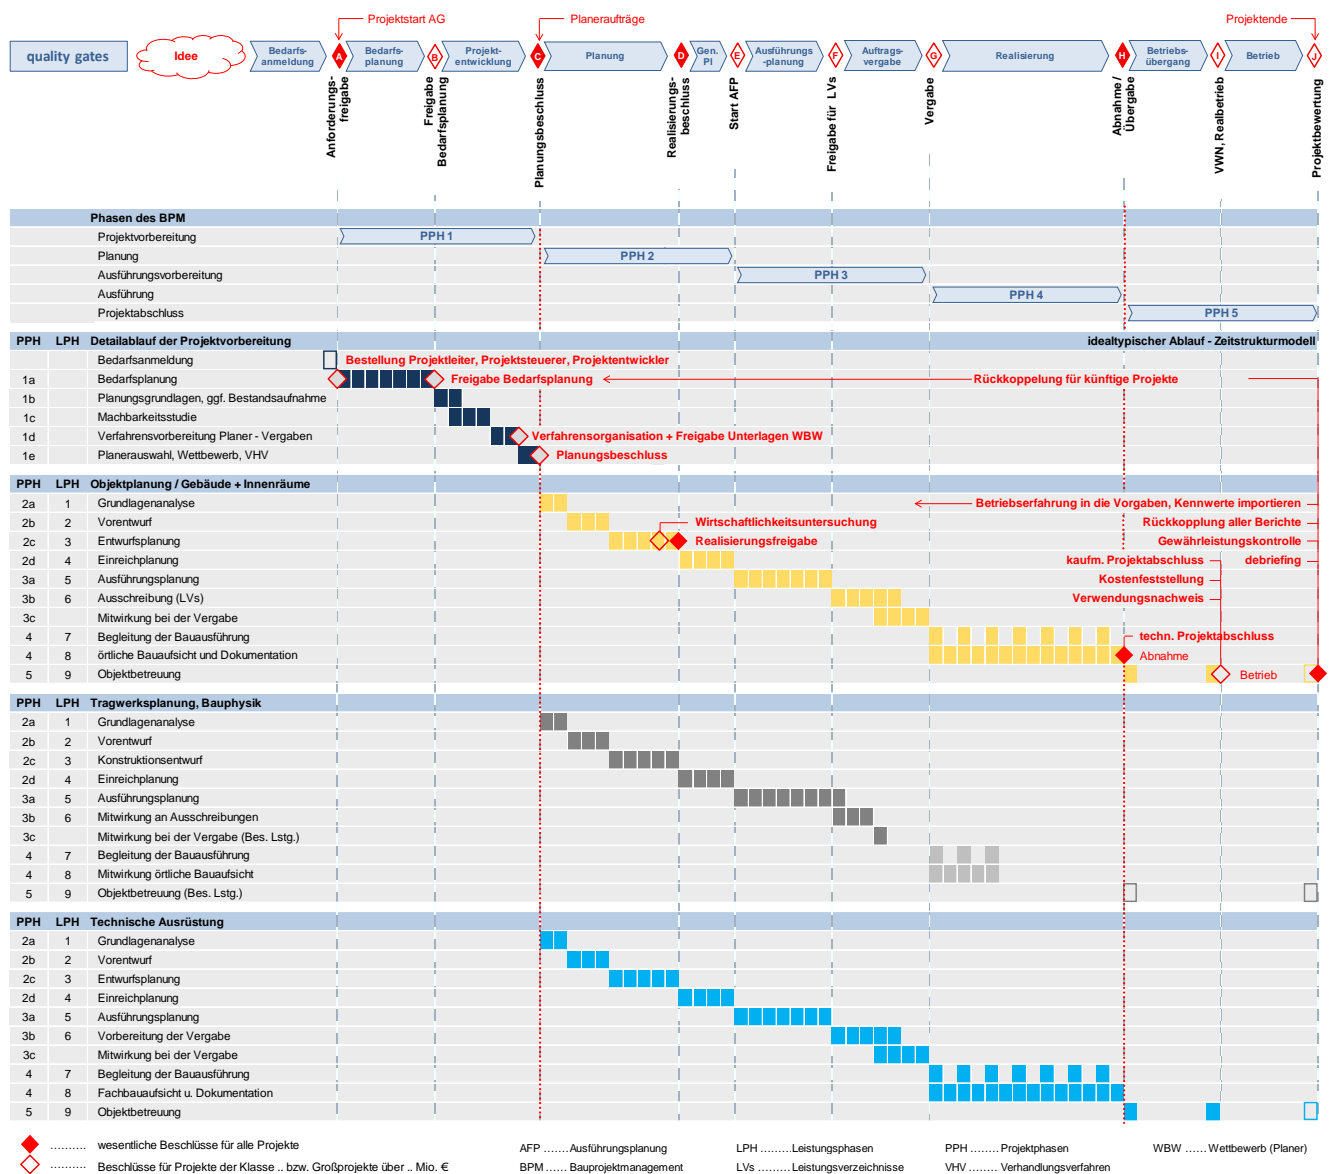 Projektstart AG
Planeraufträge
Projektende
quality gates
Idee
Bedarfs-
anmeldung
A
Bedarfs-
planung
B
Projekt-
entwicklung
C
Planung
D
Gen.
Pl
E
Ausführungs
-planung
F
Auftrags-
vergabe
G
Realisierung
H
Betriebs-
übergang
I
Betrieb
J
Anforderungs-
freigabe
Freigabe
Bedarfsplanung
Planungsbeschluss
Realisierungs-
beschluss
Start AFP
Freigabe für LVs
Vergabe
Abnahme /
Übergabe
VWN, Realbetrieb
Projektbewertung
Phasen des BPM
Projektvorbereitung PPH 1
Planung PPH 2
Ausführungsvorbereitung PPH 3
Ausführung PPH 4
Projektabschluss PPH 5
PPH LPH Detailablauf der Projektvorbereitung idealtypischer Ablauf - Zeitstrukturmodell
Bedarfsanmeldung Bestellung Projektleiter, Projektsteuerer, Projektentwickler
1a Bedarfsplanung Freigabe Bedarfsplanung Rückkoppelung für künftige Projekte
1b Planungsgrundlagen, ggf. Bestandsaufnahme
1c Machbarkeitsstudie
1d Verfahrensvorbereitung Planer - Vergaben Verfahrensorganisation + Freigabe Unterlagen WBW
1e Planerauswahl, Wettbewerb, VHV Planungsbeschluss
PPH LPH Objektplanung / Gebäude + Innenräume
2a 1 Grundlagenanalyse Betriebserfahrung in die Vorgaben, Kennwerte importieren
2b 2 Vorentwurf Wirtschaftlichkeitsuntersuchung Rückkopplung aller Berichte
2c 3 Entwurfsplanung Realisierungsfreigabe Gewährleistungskontrolle
2d 4 Einreichplanung kaufm. Projektabschluss debriefing
3a 5 Ausführungsplanung Kostenfeststellung
3b 6 Ausschreibung (LVs) Verwendungsnachweis
3c Mitwirkung bei der Vergabe
4 7 Begleitung der Bauausführung techn. Projektabschluss
4 8 örtliche Bauaufsicht und Dokumentation Abnahme
5 9 Objektbetreuung Betrieb
PPH LPH Tragwerksplanung, Bauphysik
2a 1 Grundlagenanalyse
2b 2 Vorentwurf
2c 3 Konstruktionsentwurf
2d 4 Einreichplanung
3a 5 Ausführungsplanung
3b 6 Mitwirkung an Ausschreibungen
3c Mitwirkung bei der Vergabe (Bes. Lstg.)
4 7 Begleitung der Bauausführung
4 8 Mitwirkung örtliche Bauaufsicht
5 9 Objektbetreuung (Bes. Lstg.)
PPH LPH Technische Ausrüstung
2a 1 Grundlagenanalyse
2b 2 Vorentwurf
2c 3 Entwurfsplanung
2d 4 Einreichplanung
3a 5 Ausführungsplanung
3b 6 Vorbereitung der Vergabe
3c Mitwirkung bei der Vergabe
4 7 Begleitung der Bauausführung
4 8 Fachbauaufsicht u. Dokumentation
5 9 Objektbetreuung
.......... wesentliche Beschlüsse für alle Projekte
.......... Beschlüsse für Projekte der Klasse .. bzw. Großprojekte über .. Mio. €
AFP ......Ausführungsplanung LPH .........Leistungsphasen PPH ........Projektphasen WBW .....Wettbewerb (Planer)
BPM ...... Bauprojektmanagement LVs .........Leistungsverzeichnisse VHV ........ Verhandlungsverfahren